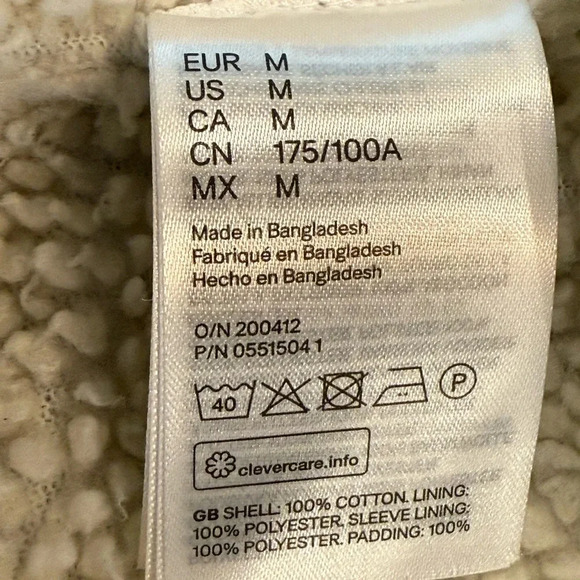 EUR M
US M
CA M
CN 175/100A
MX M
Made in Bangladesh
Fabriqué en Bangladesh
Hecho en Bangladesh
O/N 200412
P/N 0551504 1
40
P
clevercare.info
GB SHELL: 100% COTTON. LINING:
100% POLYESTER. SLEEVE LINING:
100% POLYESTER. PADDING: 100%